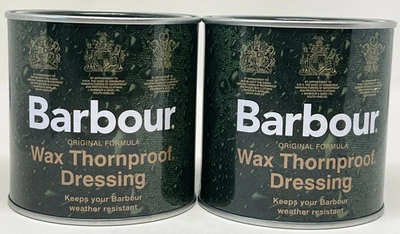 Barbour®
ORIGINAL FORMULA
Wax Thornproof®
Dressing
Keeps your Barbour
weather resistant
Barbour®
ORIGINAL FORMULA
Wax Thornproof®
Dressing
Keeps your Barbour
weather resistant